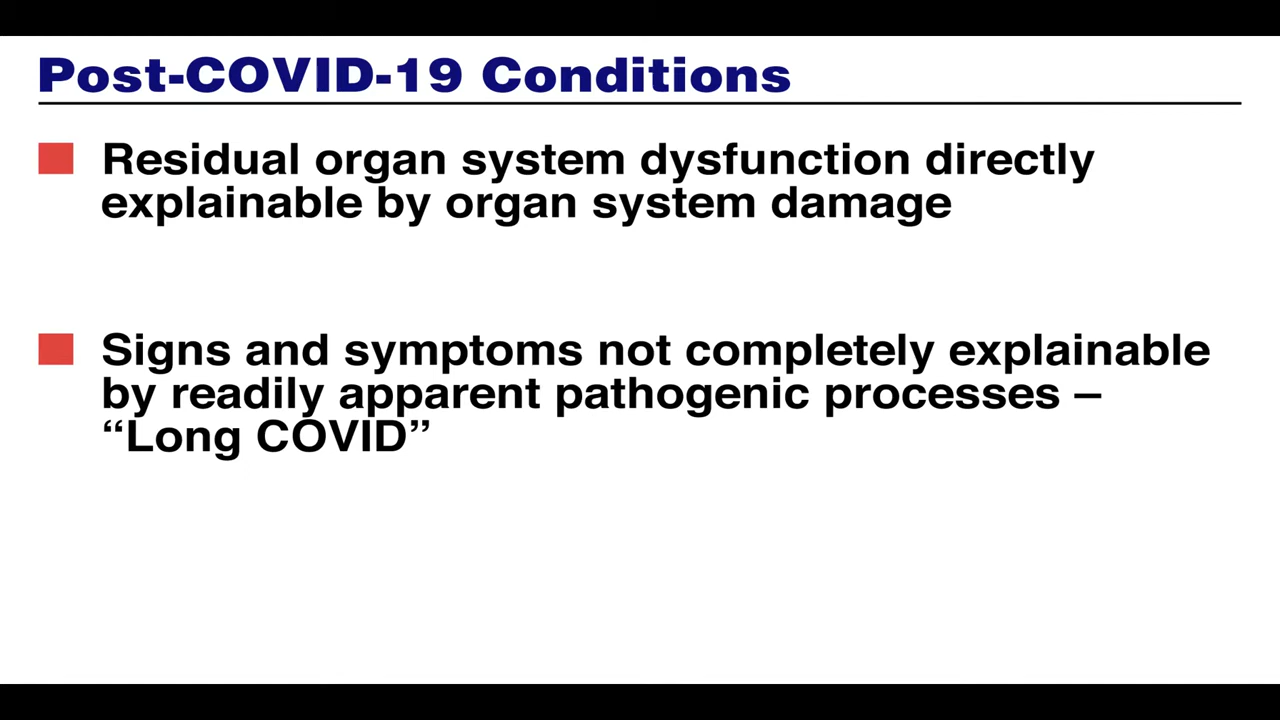 Post-COVID-19 Conditions
Residual organ system dysfunction directly
explainable by organ system damage
Signs and symptoms not completely explainable
by readily apparent pathogenic processes –
“Long COVID”